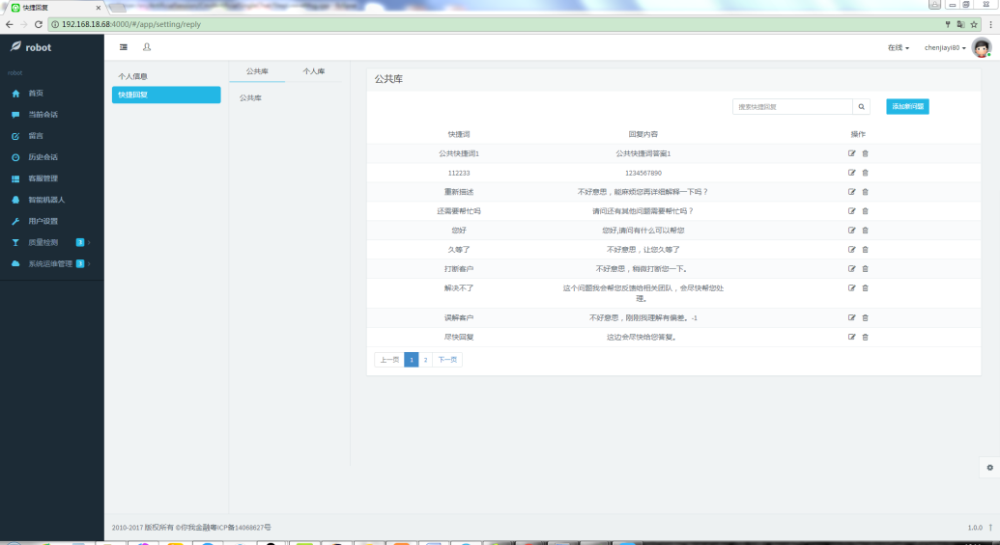 快捷回复
192.168.18.68:4000/#/app/setting/reply
robot
在线
chenjiayi80
robot
首页
当前会话
留言
历史会话
客服管理
智能机器人
用户设置
质量检测 3
系统运维管理 3
个人信息
快捷回复
公共库 个人库
公共库
公共库
搜索快捷回复
添加新问题
快捷词 回复内容 操作
公共快捷词1 公共快捷词答案1
112233 1234567890
重新描述 不好意思，能麻烦您再详细解释一下吗？
还需要帮忙吗 请问还有其他问题需要帮忙吗？
您好 您好,请问有什么可以帮您
久等了 不好意思，让您久等了
打断客户 不好意思，稍微打断您一下。
解决不了 这个问题我会帮您反馈给相关团队，会尽快帮您处
理。
误解客户 不好意思，刚刚我理解有偏差。-1
尽快回复 这边会尽快给您答复。
上一页 1 2 下一页
2010-2017 版权所有 ©你我金融粤ICP备14068627号
1.0.0